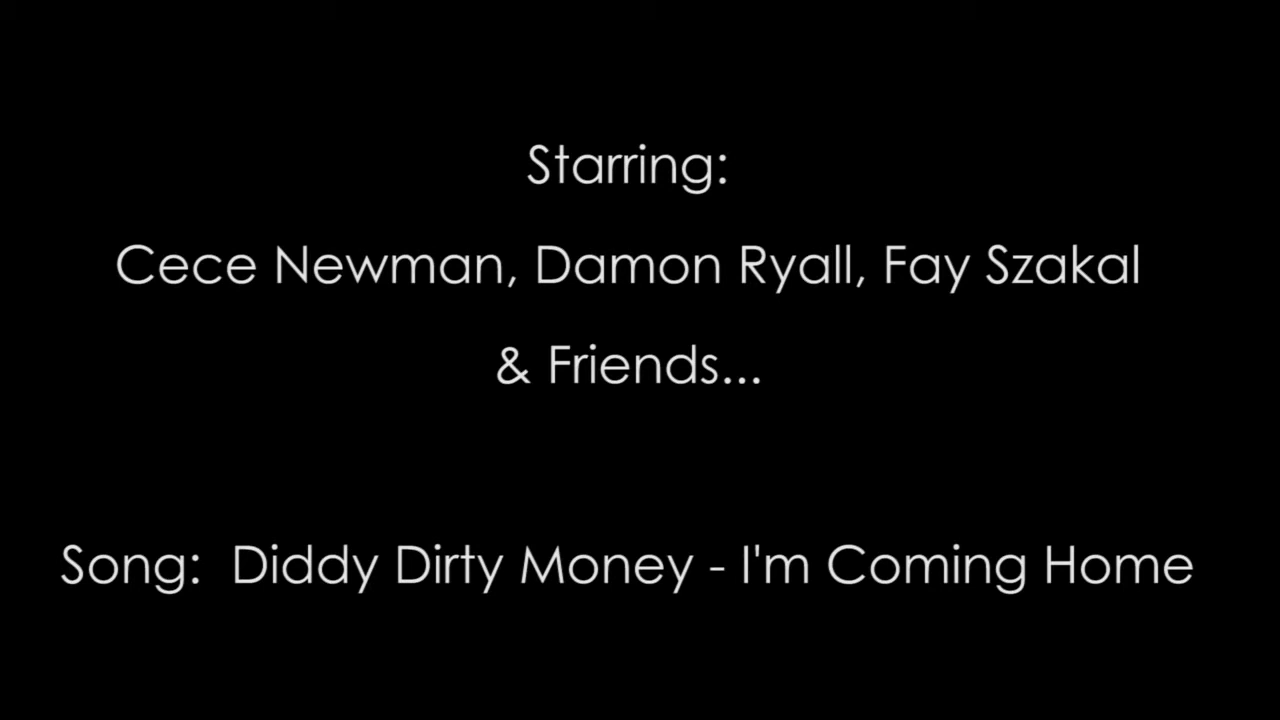 Starring:
Cece Newman, Damon Ryall, Fay Szakal
& Friends...
Song:  Diddy Dirty Money - I'm Coming Home